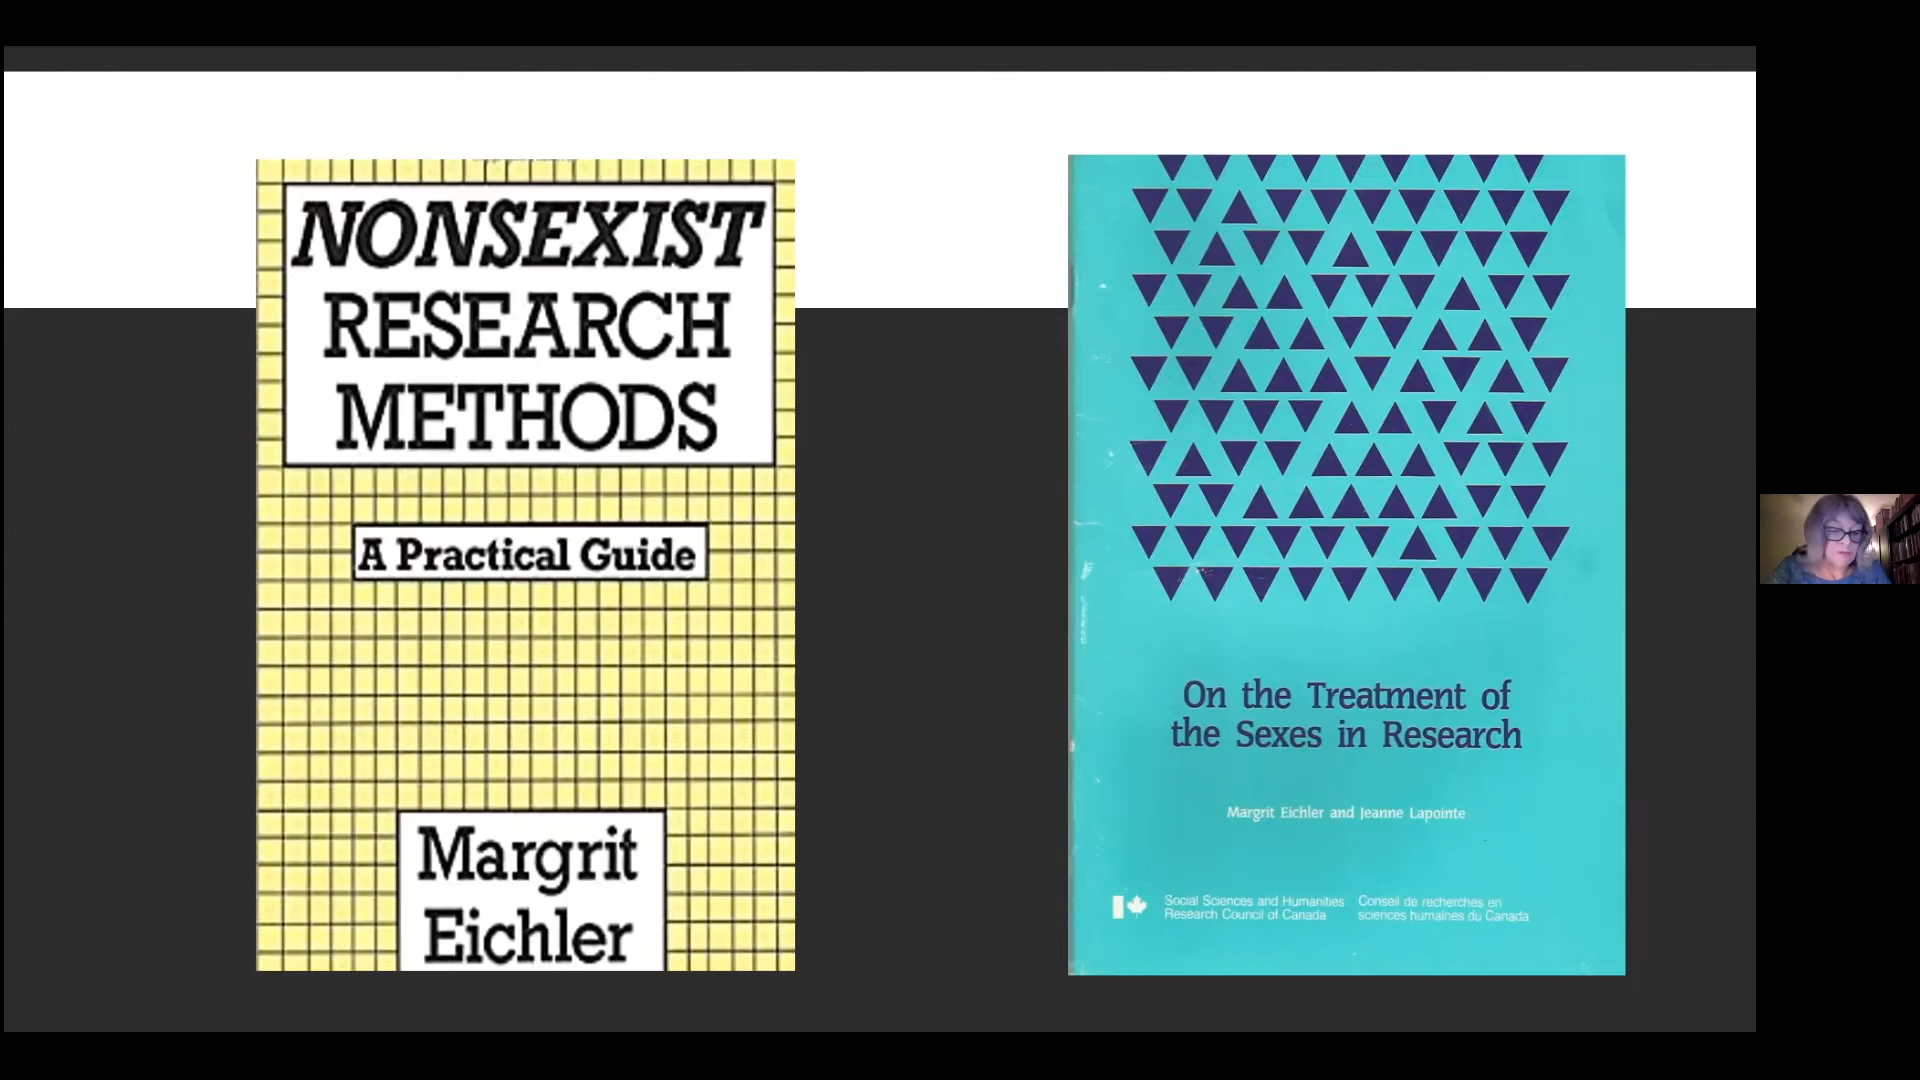 NONSEXIST
RESEARCH
METHODS
A Practical Guide
Margrit
Eichler
On the Treatment of
the Sexes in Research
Margrit Eichler and Jeanne Lapointe
Social Sciences and Humanities
Research Council of Canada
Conseil de recherches en
sciences humaines du Canada